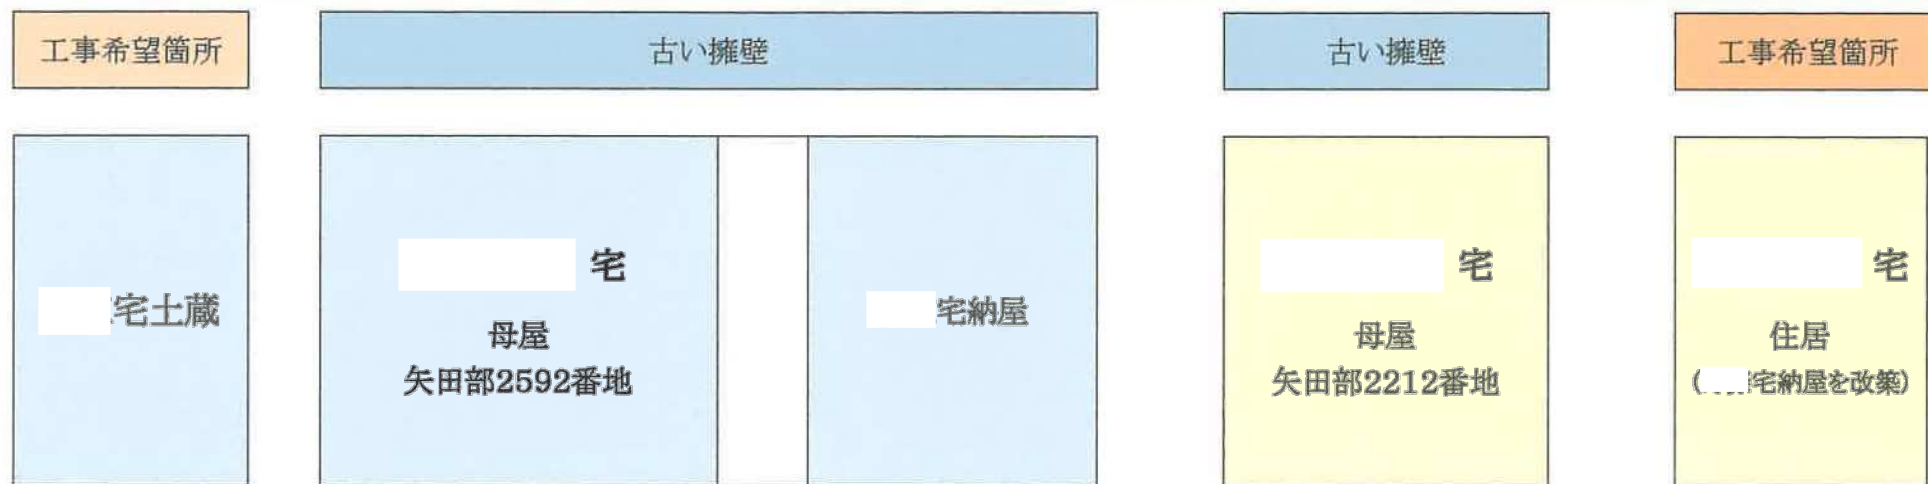 工事希望箇所
古い擁壁
古い擁壁
工事希望箇所
宅土蔵
宅
母屋
矢田部2592番地
宅納屋
宅
母屋
矢田部2212番地
宅
住居
(宅納屋を改築)